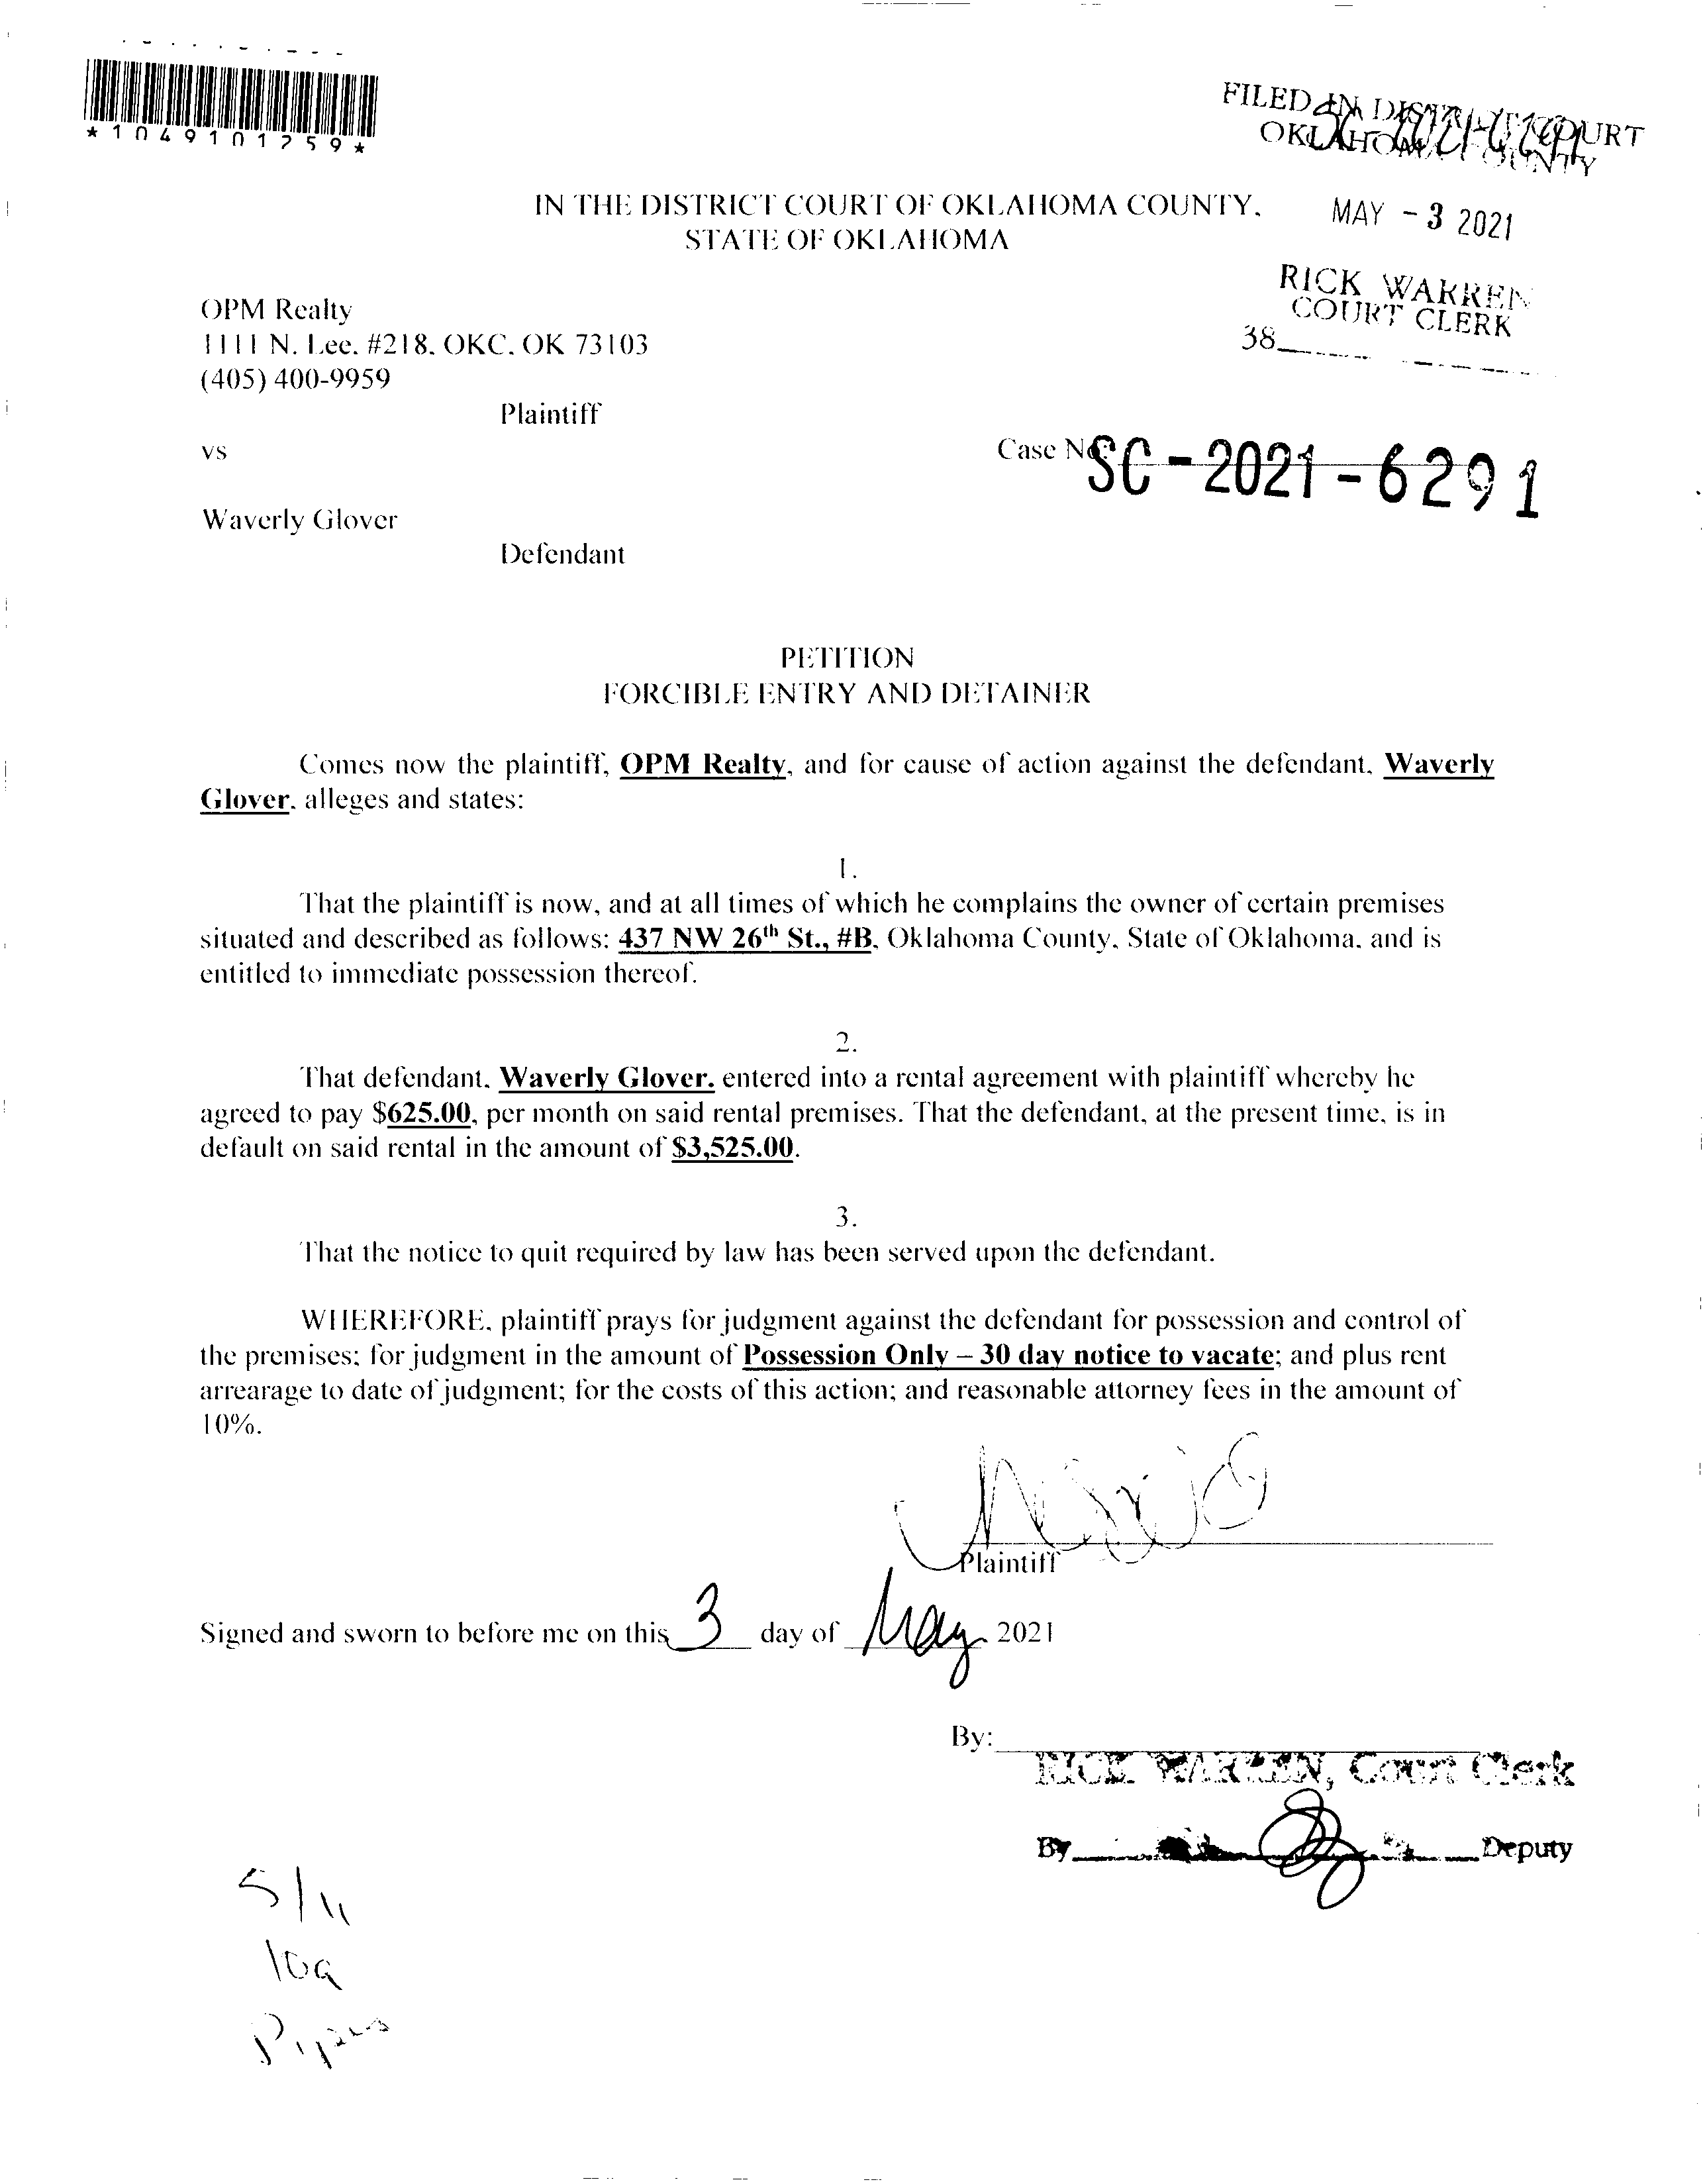 *1049101259*
FILED IN DISTRICT COURT
OKLAHOMA COUNTY
IN THE DISTRICT COURT OF OKLAHOMA COUNTY,
STATE OF OKLAHOMA
MAY - 3 2021
RICK WARREN
COURT CLERK
38
OPM Realty
1111 N. Lee, #218, OKC, OK 73103
(405) 400-9959
Plaintiff
vs
Case No: SC-2021-6291
Waverly Glover
Defendant
PETITION
FORCIBLE ENTRY AND DETAINER
Comes now the plaintiff, OPM Realty, and for cause of action against the defendant, Waverly
Glover, alleges and states:
1.
That the plaintiff is now, and at all times of which he complains the owner of certain premises
situated and described as follows: 437 NW 26th St., #B, Oklahoma County, State of Oklahoma, and is
entitled to immediate possession thereof.
2.
That defendant, Waverly Glover, entered into a rental agreement with plaintiff whereby he
agreed to pay $625.00, per month on said rental premises. That the defendant, at the present time, is in
default on said rental in the amount of $3,525.00.
3.
That the notice to quit required by law has been served upon the defendant.
WHEREFORE, plaintiff prays for judgment against the defendant for possession and control of
the premises; for judgment in the amount of Possession Only – 30 day notice to vacate; and plus rent
arrearage to date of judgment; for the costs of this action; and reasonable attorney fees in the amount of
10%.
Plaintiff
Signed and sworn to before me on this 3 day of May 2021
By:
RICK WARREN, Court Clerk
By Deputy
5/11
10a